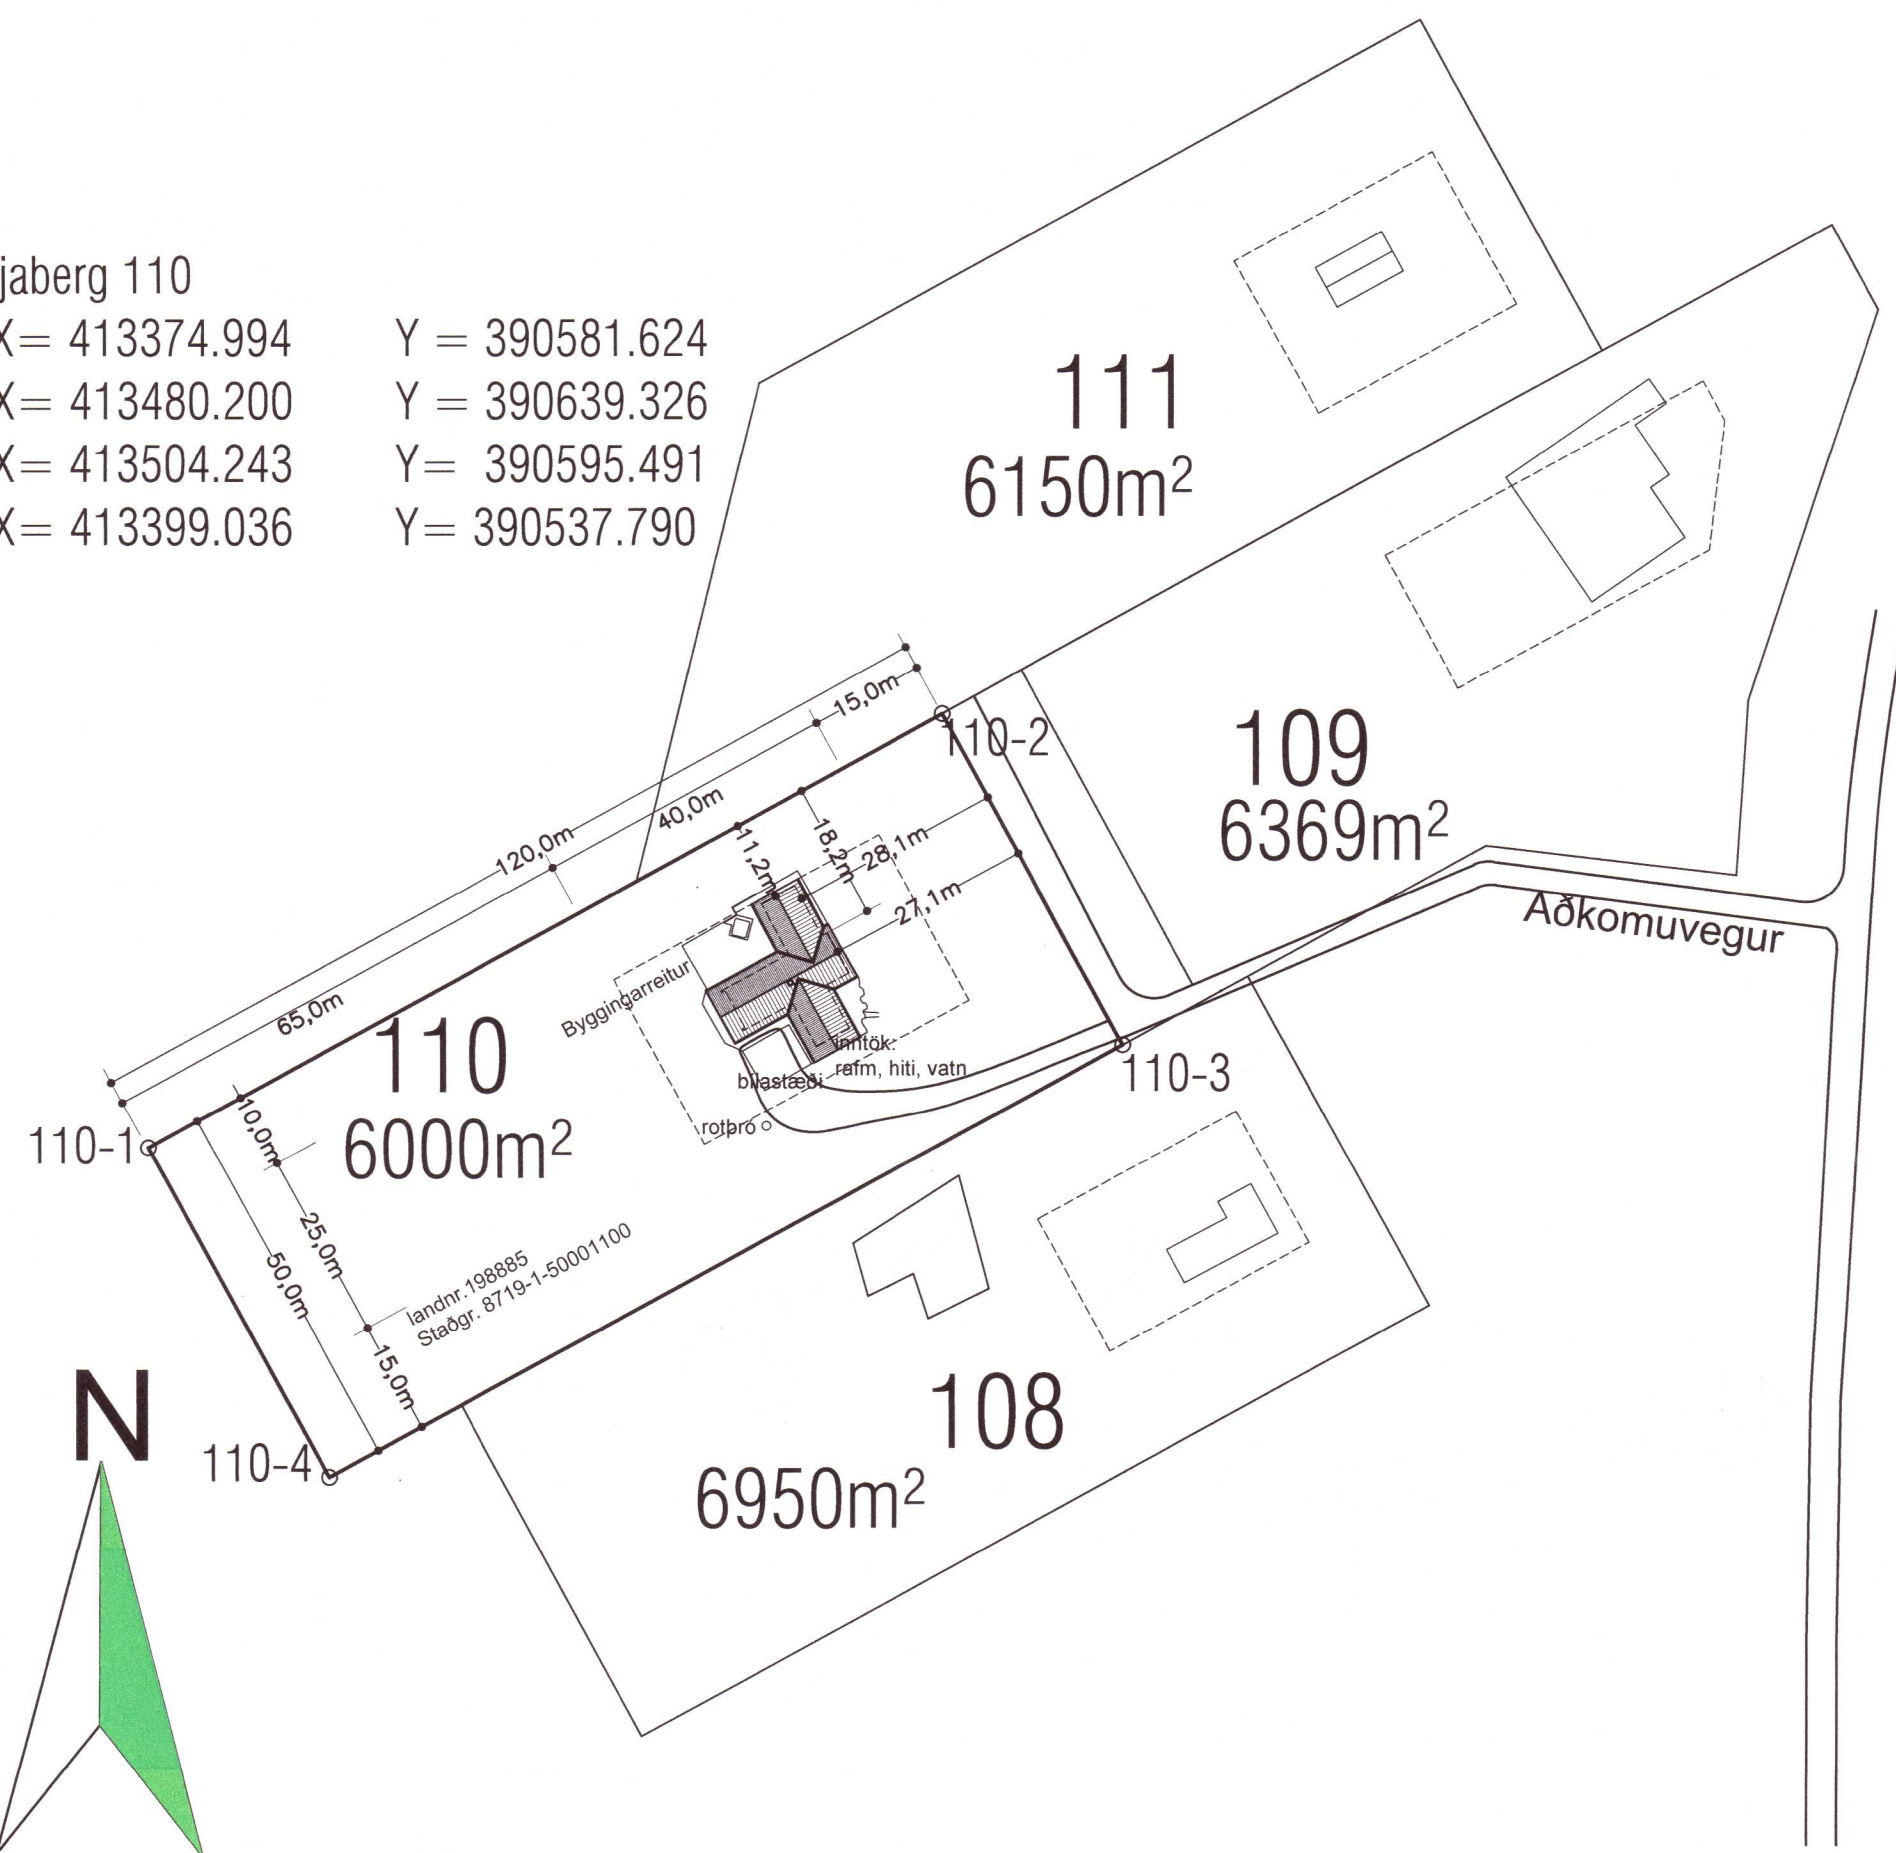 jaberg 110
X= 413374.994 Y = 390581.624
X= 413480.200 Y = 390639.326
X= 413504.243 Y= 390595.491
X= 413399.036 Y= 390537.790
111
6150m²
109
6369m²
Aðkomuvegur
15,0m
110-2
40,0m
120,0m
65,0m
11,2m
18,2m
28,1m
27,1m
Byggingarreitur
110
6000m²
inntök:
rafm, hiti, vatn
bílastæði
rotþró
110-3
110-1
10,0m
25,0m
50,0m
15,0m
landnr.198885
Staðgr. 8719-1-50001100
110-4
108
6950m²
N